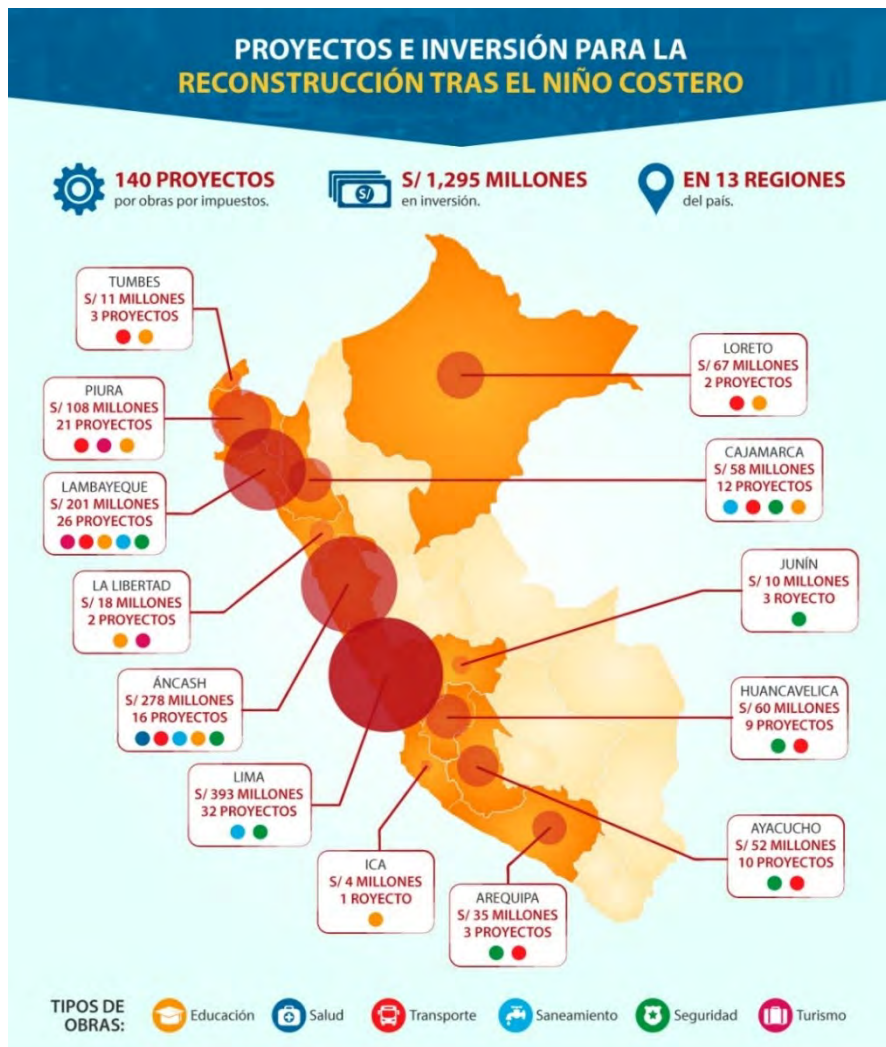 PROYECTOS E INVERSIÓN PARA LA
RECONSTRUCCIÓN TRAS EL NIÑO COSTERO
140 PROYECTOS
por obras por impuestos.
S/
S/ 1,295 MILLONES
en inversión.
EN 13 REGIONES
del país.
TUMBES
S/ 11 MILLONES
3 PROYECTOS
PIURA
S/ 108 MILLONES
21 PROYECTOS
LAMBAYEQUE
S/ 201 MILLONES
26 PROYECTOS
LA LIBERTAD
S/ 18 MILLONES
2 PROYECTOS
ÁNCASH
S/ 278 MILLONES
16 PROYECTOS
LIMA
S/ 393 MILLONES
32 PROYECTOS
ICA
S/ 4 MILLONES
1 ROYECTO
AREQUIPA
S/ 35 MILLONES
3 PROYECTOS
LORETO
S/ 67 MILLONES
2 PROYECTOS
CAJAMARCA
S/ 58 MILLONES
12 PROYECTOS
JUNÍN
S/ 10 MILLONES
3 ROYECTO
HUANCAVELICA
S/ 60 MILLONES
9 PROYECTOS
AYACUCHO
S/ 52 MILLONES
10 PROYECTOS
TIPOS DE
OBRAS:
Educación
Salud
Transporte
Saneamiento
Seguridad
Turismo